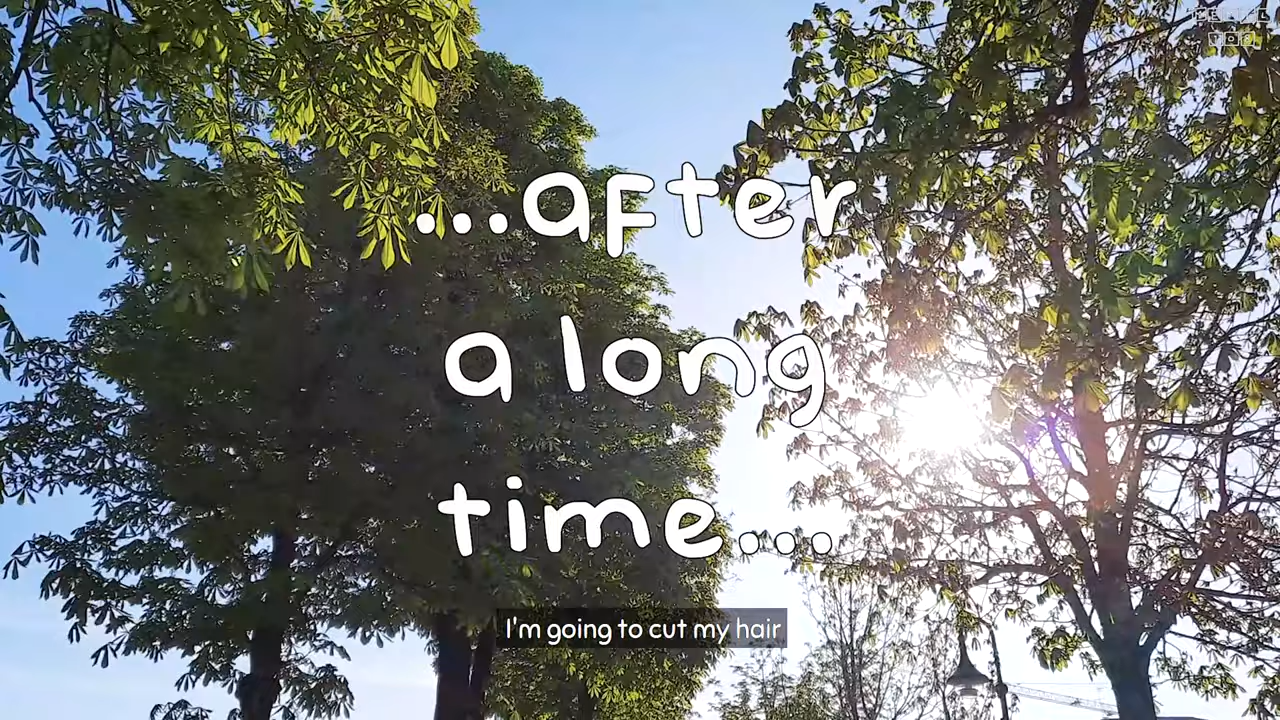 ...after
a long
time...
I'm going to cut my hair